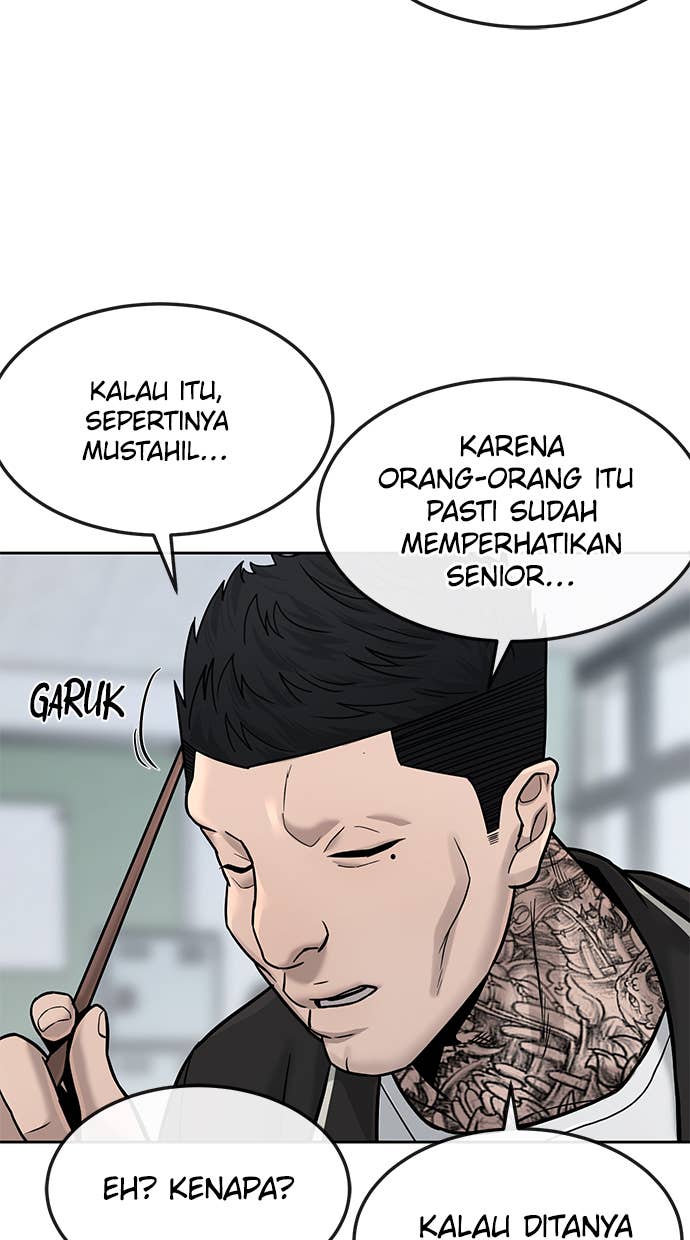 KALAU ITU,
SEPERTINYA
MUSTAHIL...
KARENA
ORANG-ORANG ITU
PASTI SUDAH
MEMPERHATIKAN
SENIOR...
GARUK
EH? KENAPA?
KALAU DITANYA